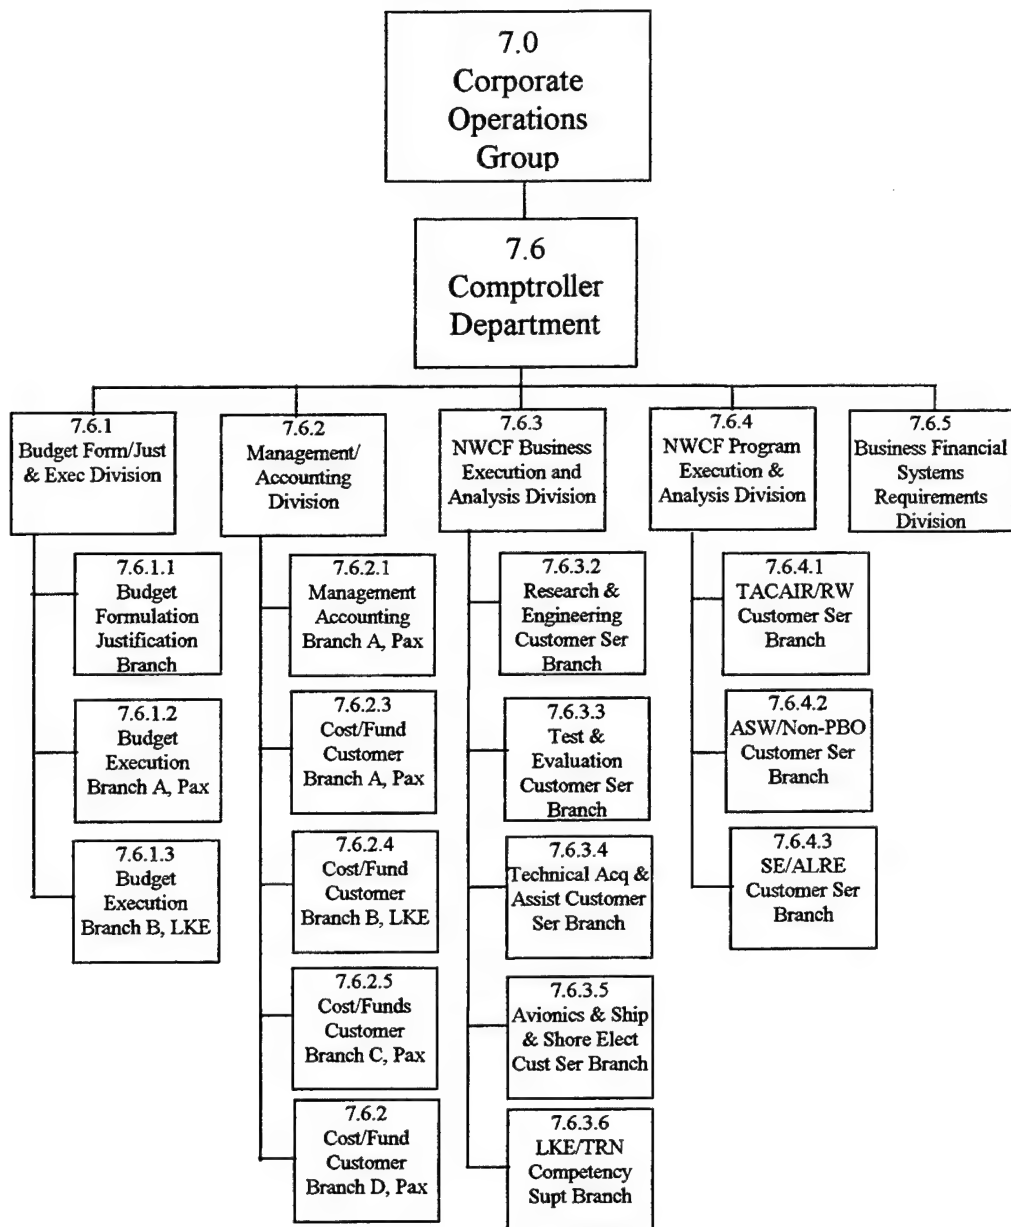 7.0
Corporate
Operations
Group
7.6
Comptroller
Department
7.6.1
Budget Form/Just
& Exec Division
7.6.2
Management/
Accounting
Division
7.6.3
NWCF Business
Execution and
Analysis Division
7.6.4
NWCF Program
Execution &
Analysis Division
7.6.5
Business Financial
Systems
Requirements
Division
7.6.1.1
Budget
Formulation
Justification
Branch
7.6.1.2
Budget
Execution
Branch A, Pax
7.6.1.3
Budget
Execution
Branch B, LKE
7.6.2.1
Management
Accounting
Branch A, Pax
7.6.2.3
Cost/Fund
Customer
Branch A, Pax
7.6.2.4
Cost/Fund
Customer
Branch B, LKE
7.6.2.5
Cost/Funds
Customer
Branch C, Pax
7.6.2
Cost/Fund
Customer
Branch D, Pax
7.6.3.2
Research &
Engineering
Customer Ser
Branch
7.6.3.3
Test &
Evaluation
Customer Ser
Branch
7.6.3.4
Technical Acq &
Assist Customer
Ser Branch
7.6.3.5
Avionics & Ship
& Shore Elect
Cust Ser Branch
7.6.3.6
LKE/TRN
Competency
Supt Branch
7.6.4.1
TACAIR/RW
Customer Ser
Branch
7.6.4.2
ASW/Non-PBO
Customer Ser
Branch
7.6.4.3
SE/ALRE
Customer Ser
Branch